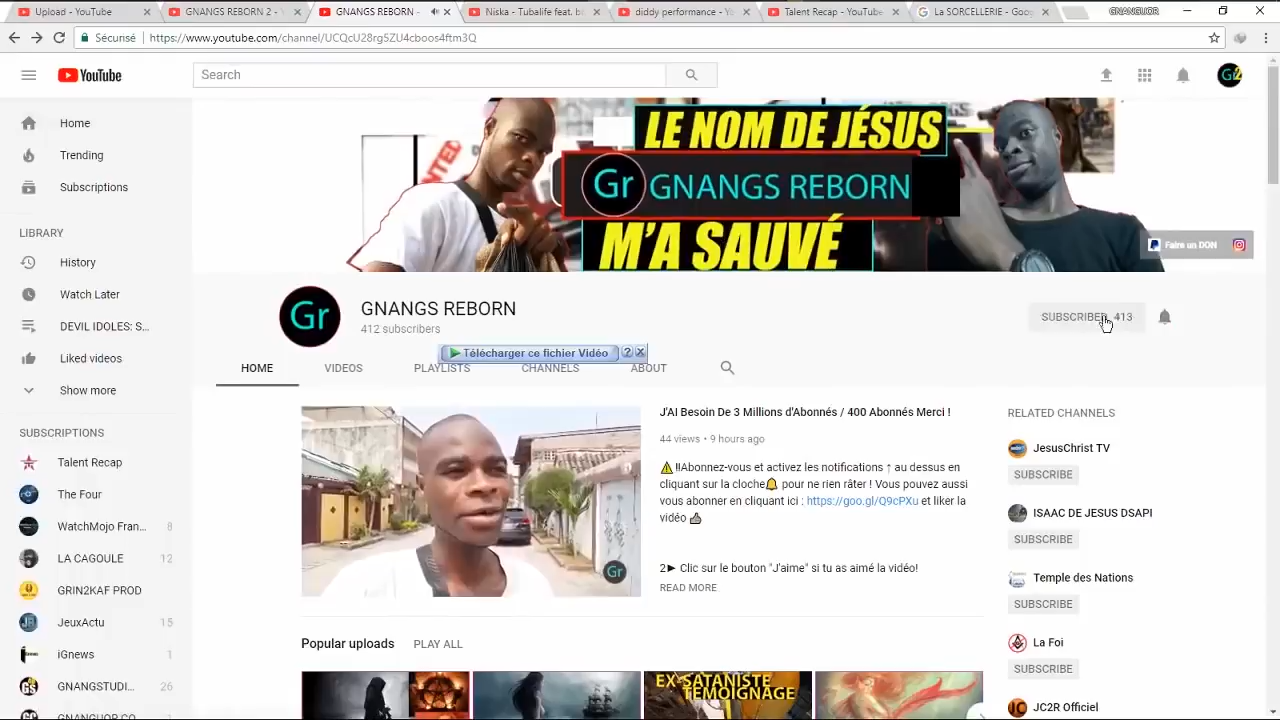 Upload - YouTube
GNANGS REBORN 2 -
GNANGS REBORN -
Niska - Tubalife feat. b
diddy performance - Yo
Talent Recap - YouTube
La SORCELLERIE - Goo
GNANGUOR
Sécurisé
https://www.youtube.com/channel/UCQcU28rgSZU4cboos4ftm3Q
YouTube
Search
Gr2
Home
Trending
Subscriptions
LIBRARY
History
Watch Later
DEVIL IDOLES: S...
Liked videos
Show more
SUBSCRIPTIONS
Talent Recap
The Four
WatchMojo Fran... 8
LA CAGOULE 12
GRIN2KAF PROD
JeuxActu 15
iGnews 1
GNANGSTUDI... 26
GNANGUOR CO
LE NOM DE JÉSUS
Gr GNANGS REBORN
M'A SAUVÉ
Faire un DON
Gr
GNANGS REBORN
412 subscribers
SUBSCRIBED 413
Télécharger ce fichier Vidéo ?
HOME
VIDEOS
PLAYLISTS
CHANNELS
ABOUT
Gr
J'AI Besoin De 3 Millions d'Abonnés / 400 Abonnés Merci !
44 views • 9 hours ago
⚠️‼Abonnez-vous et activez les notifications ↑ au dessus en
cliquant sur la cloche🔔 pour ne rien râter ! Vous pouvez aussi
vous abonner en cliquant ici : https://goo.gl/Q9cPXu et liker la
vidéo 👍
2► Clic sur le bouton "J'aime" si tu as aimé la vidéo!
READ MORE
Popular uploads
PLAY ALL
EX-SATANISTE
TÉMOIGNAGE
RELATED CHANNELS
JesusChrist TV
SUBSCRIBE
ISAAC DE JESUS DSAPI
SUBSCRIBE
Temple des Nations
SUBSCRIBE
La Foi
SUBSCRIBE
JC2R Officiel